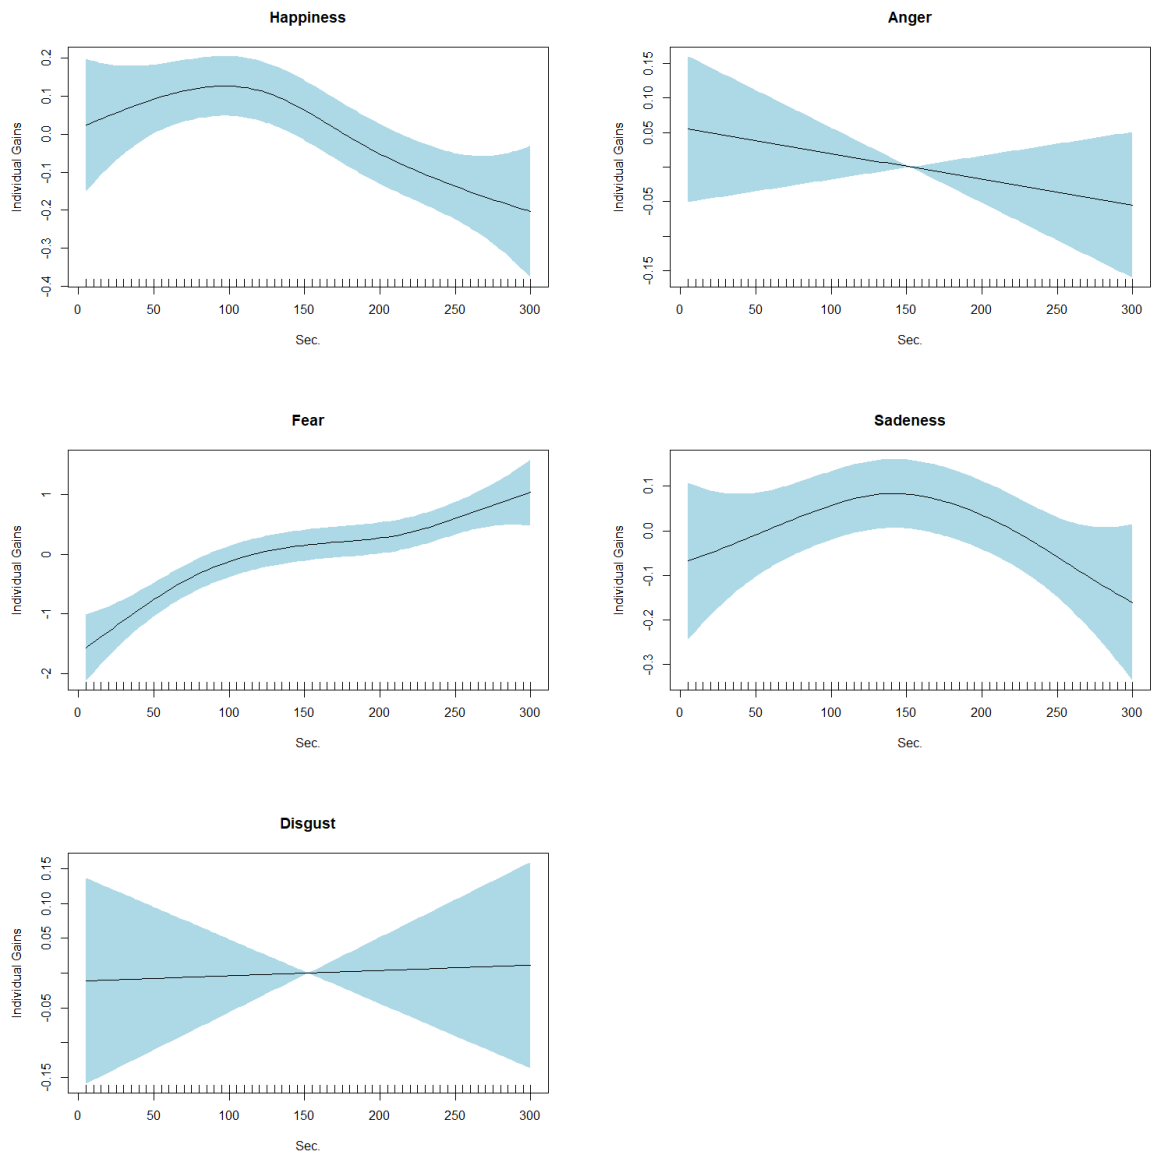 Happiness
Individual Gains
0.2
0.1
0.0
-0.1
-0.2
-0.3
-0.4
0 50 100 150 200 250 300
Sec.
Anger
Individual Gains
0.15
0.10
0.05
-0.05
-0.15
0 50 100 150 200 250 300
Sec.
Fear
Individual Gains
1
0
-1
-2
0 50 100 150 200 250 300
Sec.
Sadeness
Individual Gains
0.1
0.0
-0.1
-0.2
-0.3
0 50 100 150 200 250 300
Sec.
Disgust
Individual Gains
0.15
0.10
0.05
-0.05
-0.15
0 50 100 150 200 250 300
Sec.